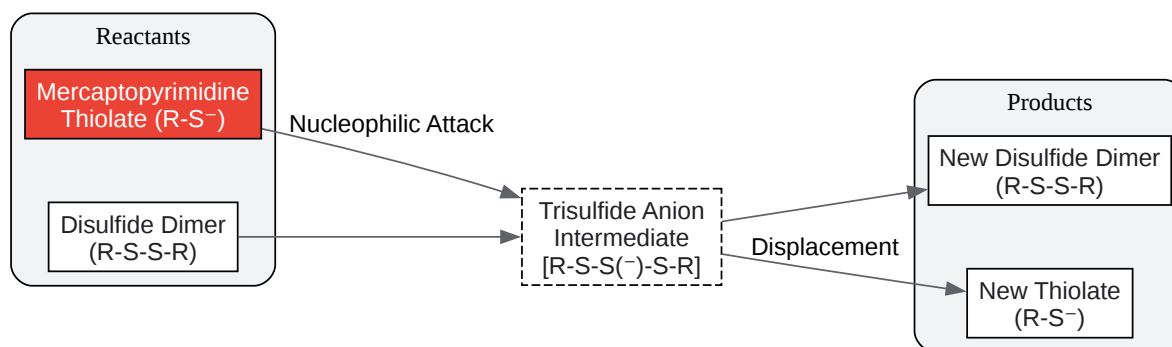 Reactants
Mercaptopyrimidine
Thiolate (R-S⁻)
Nucleophilic Attack
Disulfide Dimer
(R-S-S-R)
Trisulfide Anion
Intermediate
[R-S-S(⁻)-S-R]
Displacement
Products
New Disulfide Dimer
(R-S-S-R)
New Thiolate
(R-S⁻)